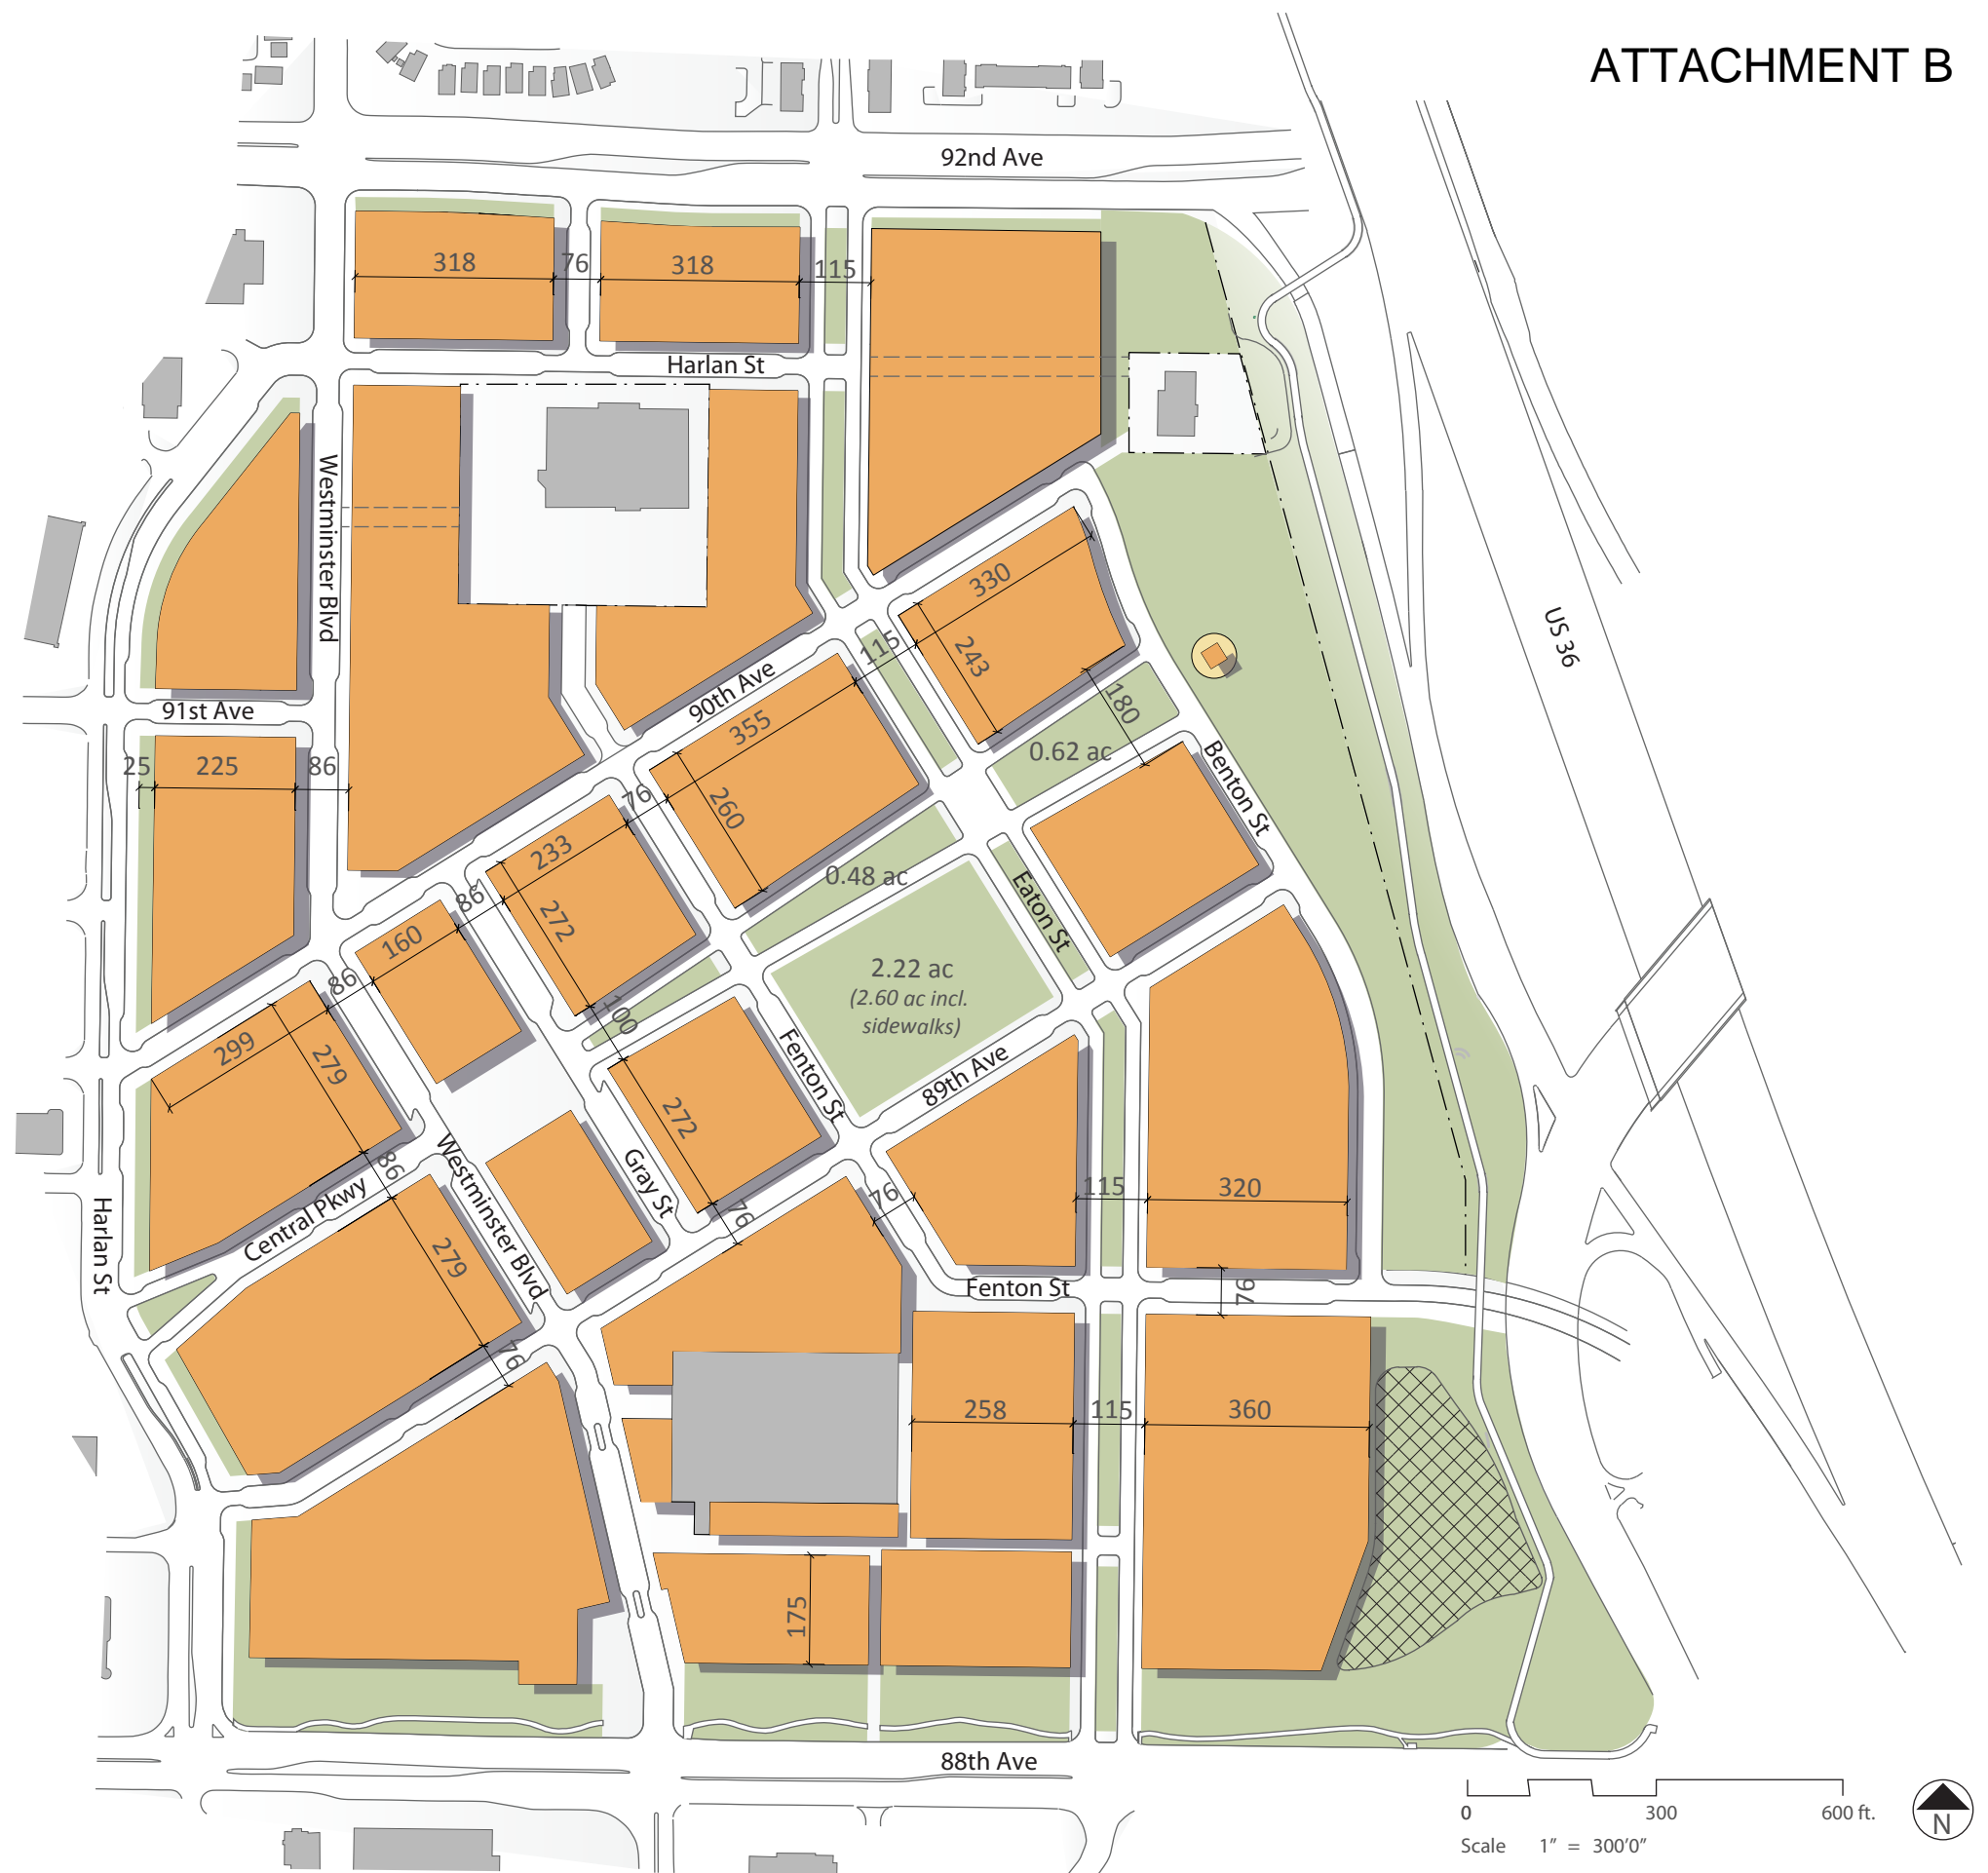 ATTACHMENT B
92nd Ave
318
76
318
115
Harlan St
Westminster Blvd
330
243
115
US 36
90th Ave
91st Ave
180
355
0.62 ac
25
225
86
76
260
Benton St
233
0.48 ac
86
272
Eaton St
160
2.22 ac
(2.60 ac incl.
sidewalks)
86
100
299
279
Fenton St
89th Ave
272
86
Westminster Blvd
Gray St
76
115
320
Central Pkwy
Harlan St
76
279
Fenton St
76
76
258
115
360
175
88th Ave
0
300
600 ft.
Scale 1" = 300'0"
N